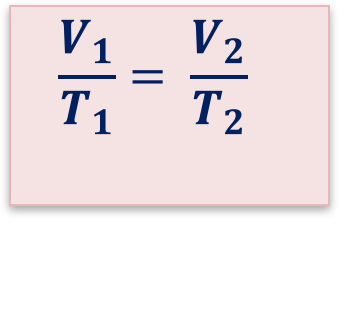 V₁/T₁ = V₂/T₂